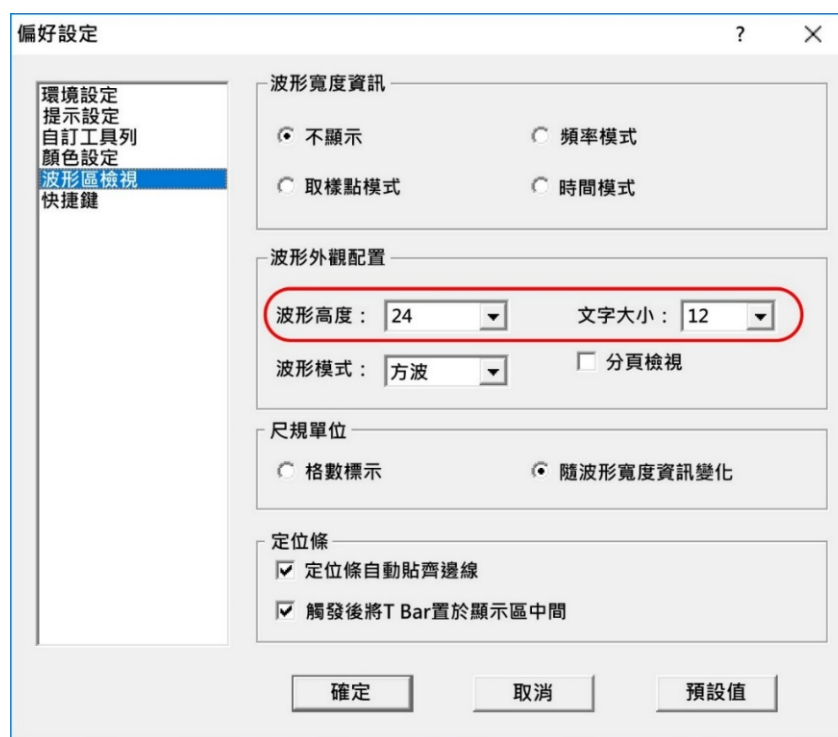 偏好設定
?
環境設定
提示設定
自訂工具列
顏色設定
波形區檢視
快捷鍵
波形寬度資訊
不顯示
頻率模式
取樣點模式
時間模式
波形外觀配置
波形高度： 24
文字大小： 12
波形模式： 方波
分頁檢視
尺規單位
格數標示
隨波形寬度資訊變化
定位條
定位條自動貼齊邊線
觸發後將T Bar置於顯示區中間
確定
取消
預設值